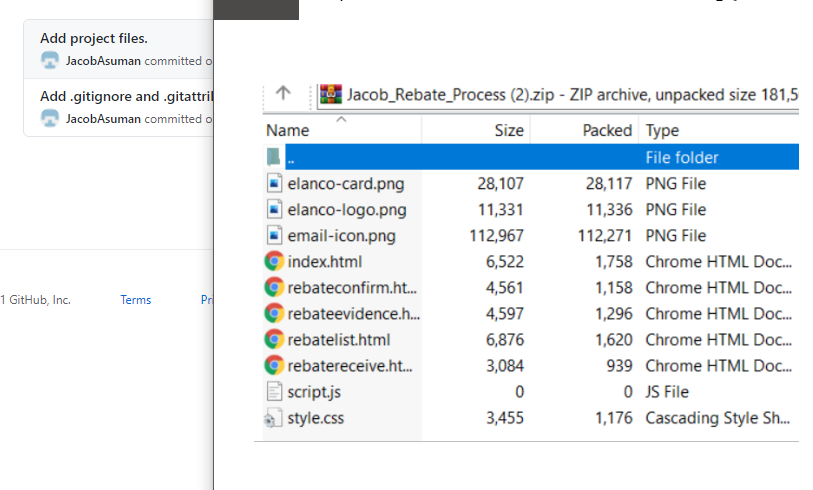 Add project files.
JacobAsuman committed o
Add .gitignore and .gitattril
JacobAsuman committed o
1 GitHub, Inc.
Terms
Pr
Jacob_Rebate_Process (2).zip - ZIP archive, unpacked size 181,5
Name Size Packed Type
.. File folder
elanco-card.png 28,107 28,117 PNG File
elanco-logo.png 11,331 11,336 PNG File
email-icon.png 112,967 112,271 PNG File
index.html 6,522 1,758 Chrome HTML Doc...
rebateconfirm.ht... 4,561 1,158 Chrome HTML Doc...
rebateevidence.h... 4,597 1,296 Chrome HTML Doc...
rebatelist.html 6,876 1,620 Chrome HTML Doc...
rebatereceive.ht... 3,084 939 Chrome HTML Doc...
script.js 0 0 JS File
style.css 3,455 1,176 Cascading Style Sh...